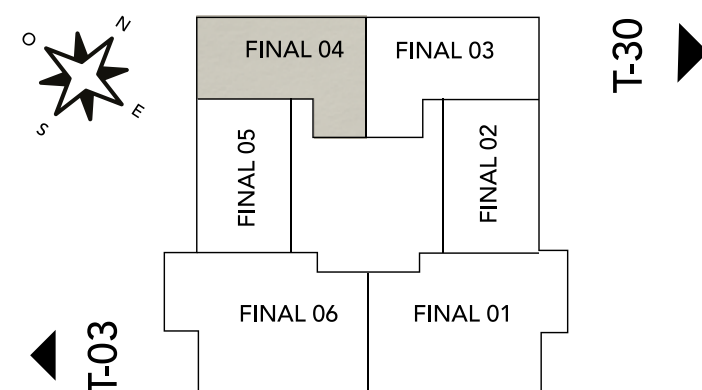 N
O
E
S
FINAL 04
FINAL 03
T-30
FINAL 05
FINAL 02
FINAL 06
FINAL 01
T-03